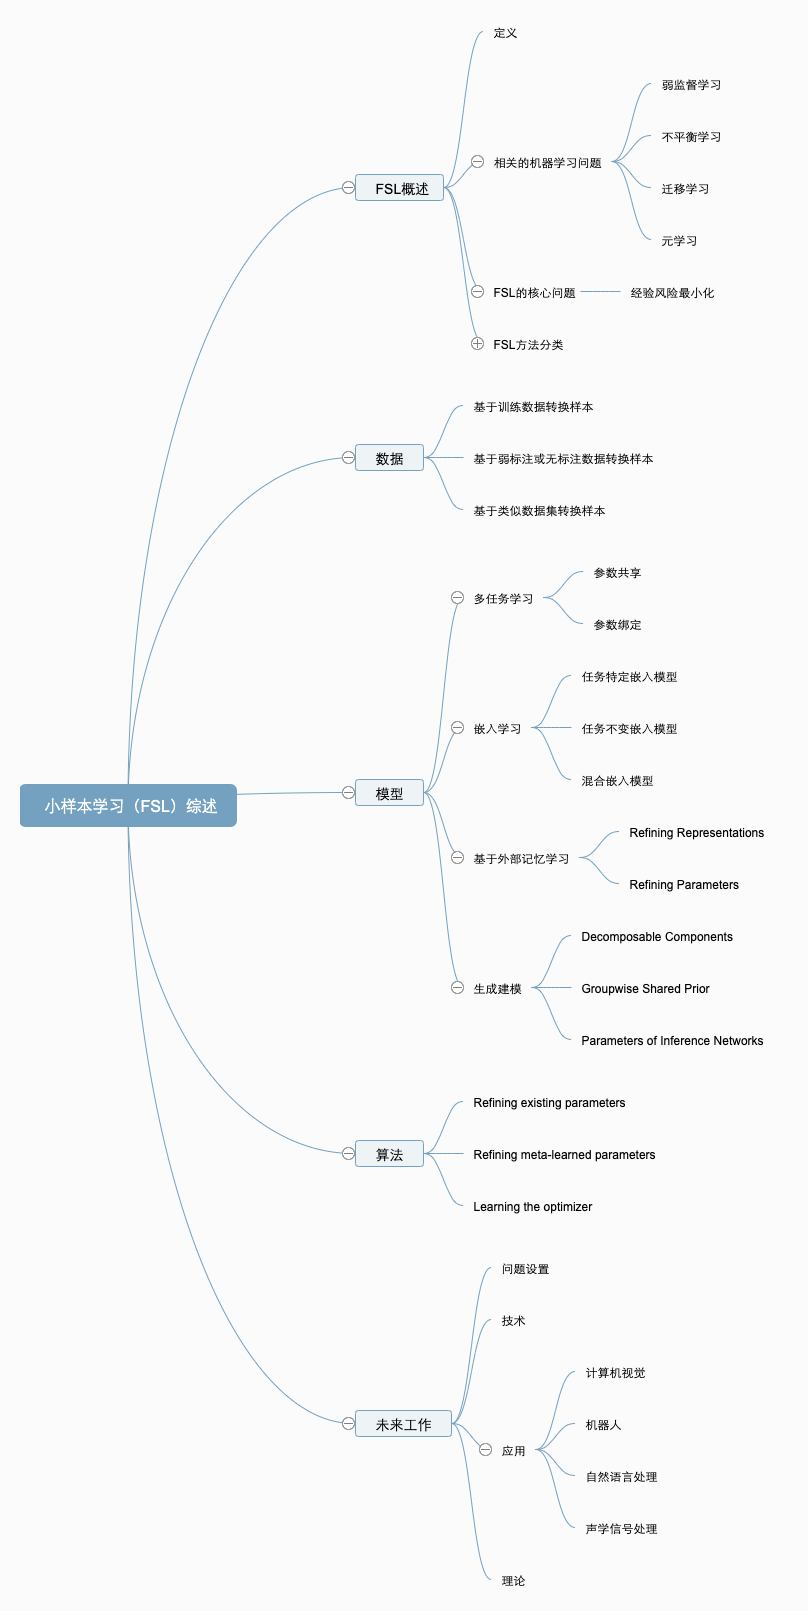 小样本学习（FSL）综述
FSL概述
定义
相关的机器学习问题
弱监督学习
不平衡学习
迁移学习
元学习
FSL的核心问题
经验风险最小化
FSL方法分类
数据
基于训练数据转换样本
基于弱标注或无标注数据转换样本
基于类似数据集转换样本
模型
多任务学习
参数共享
参数绑定
嵌入学习
任务特定嵌入模型
任务不变嵌入模型
混合嵌入模型
基于外部记忆学习
Refining Representations
Refining Parameters
生成建模
Decomposable Components
Groupwise Shared Prior
Parameters of Inference Networks
算法
Refining existing parameters
Refining meta-learned parameters
Learning the optimizer
未来工作
问题设置
技术
应用
计算机视觉
机器人
自然语言处理
声学信号处理
理论